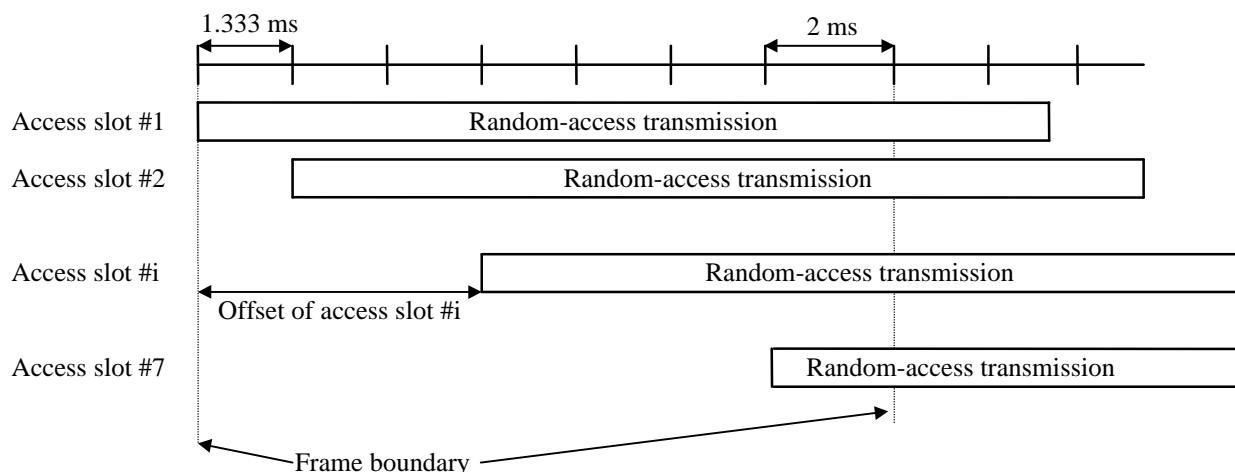 1.333 ms
2 ms
Access slot #1
Random-access transmission
Access slot #2
Random-access transmission
Access slot #i
Random-access transmission
Offset of access slot #i
Access slot #7
Random-access transmission
Frame boundary